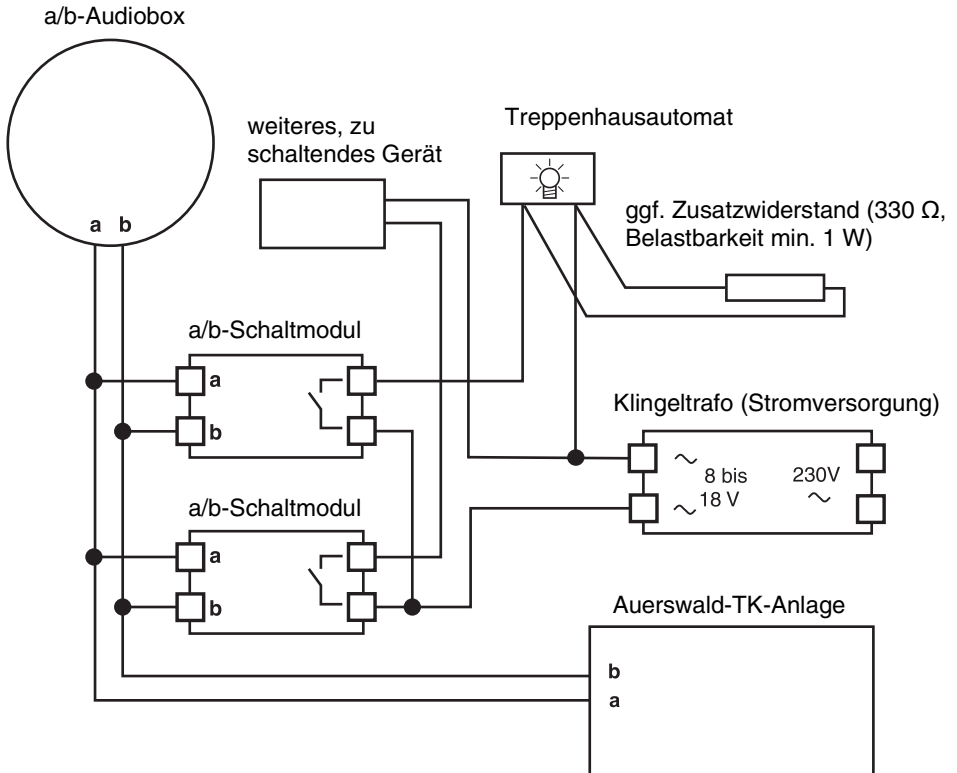 a/b-Audiobox
a b
weiteres, zu
schaltendes Gerät
Treppenhausautomat
ggf. Zusatzwiderstand (330 Ω,
Belastbarkeit min. 1 W)
a/b-Schaltmodul
a
b
Klingeltrafo (Stromversorgung)
8 bis
18 V
230V
a/b-Schaltmodul
a
b
Auerswald-TK-Anlage
b
a